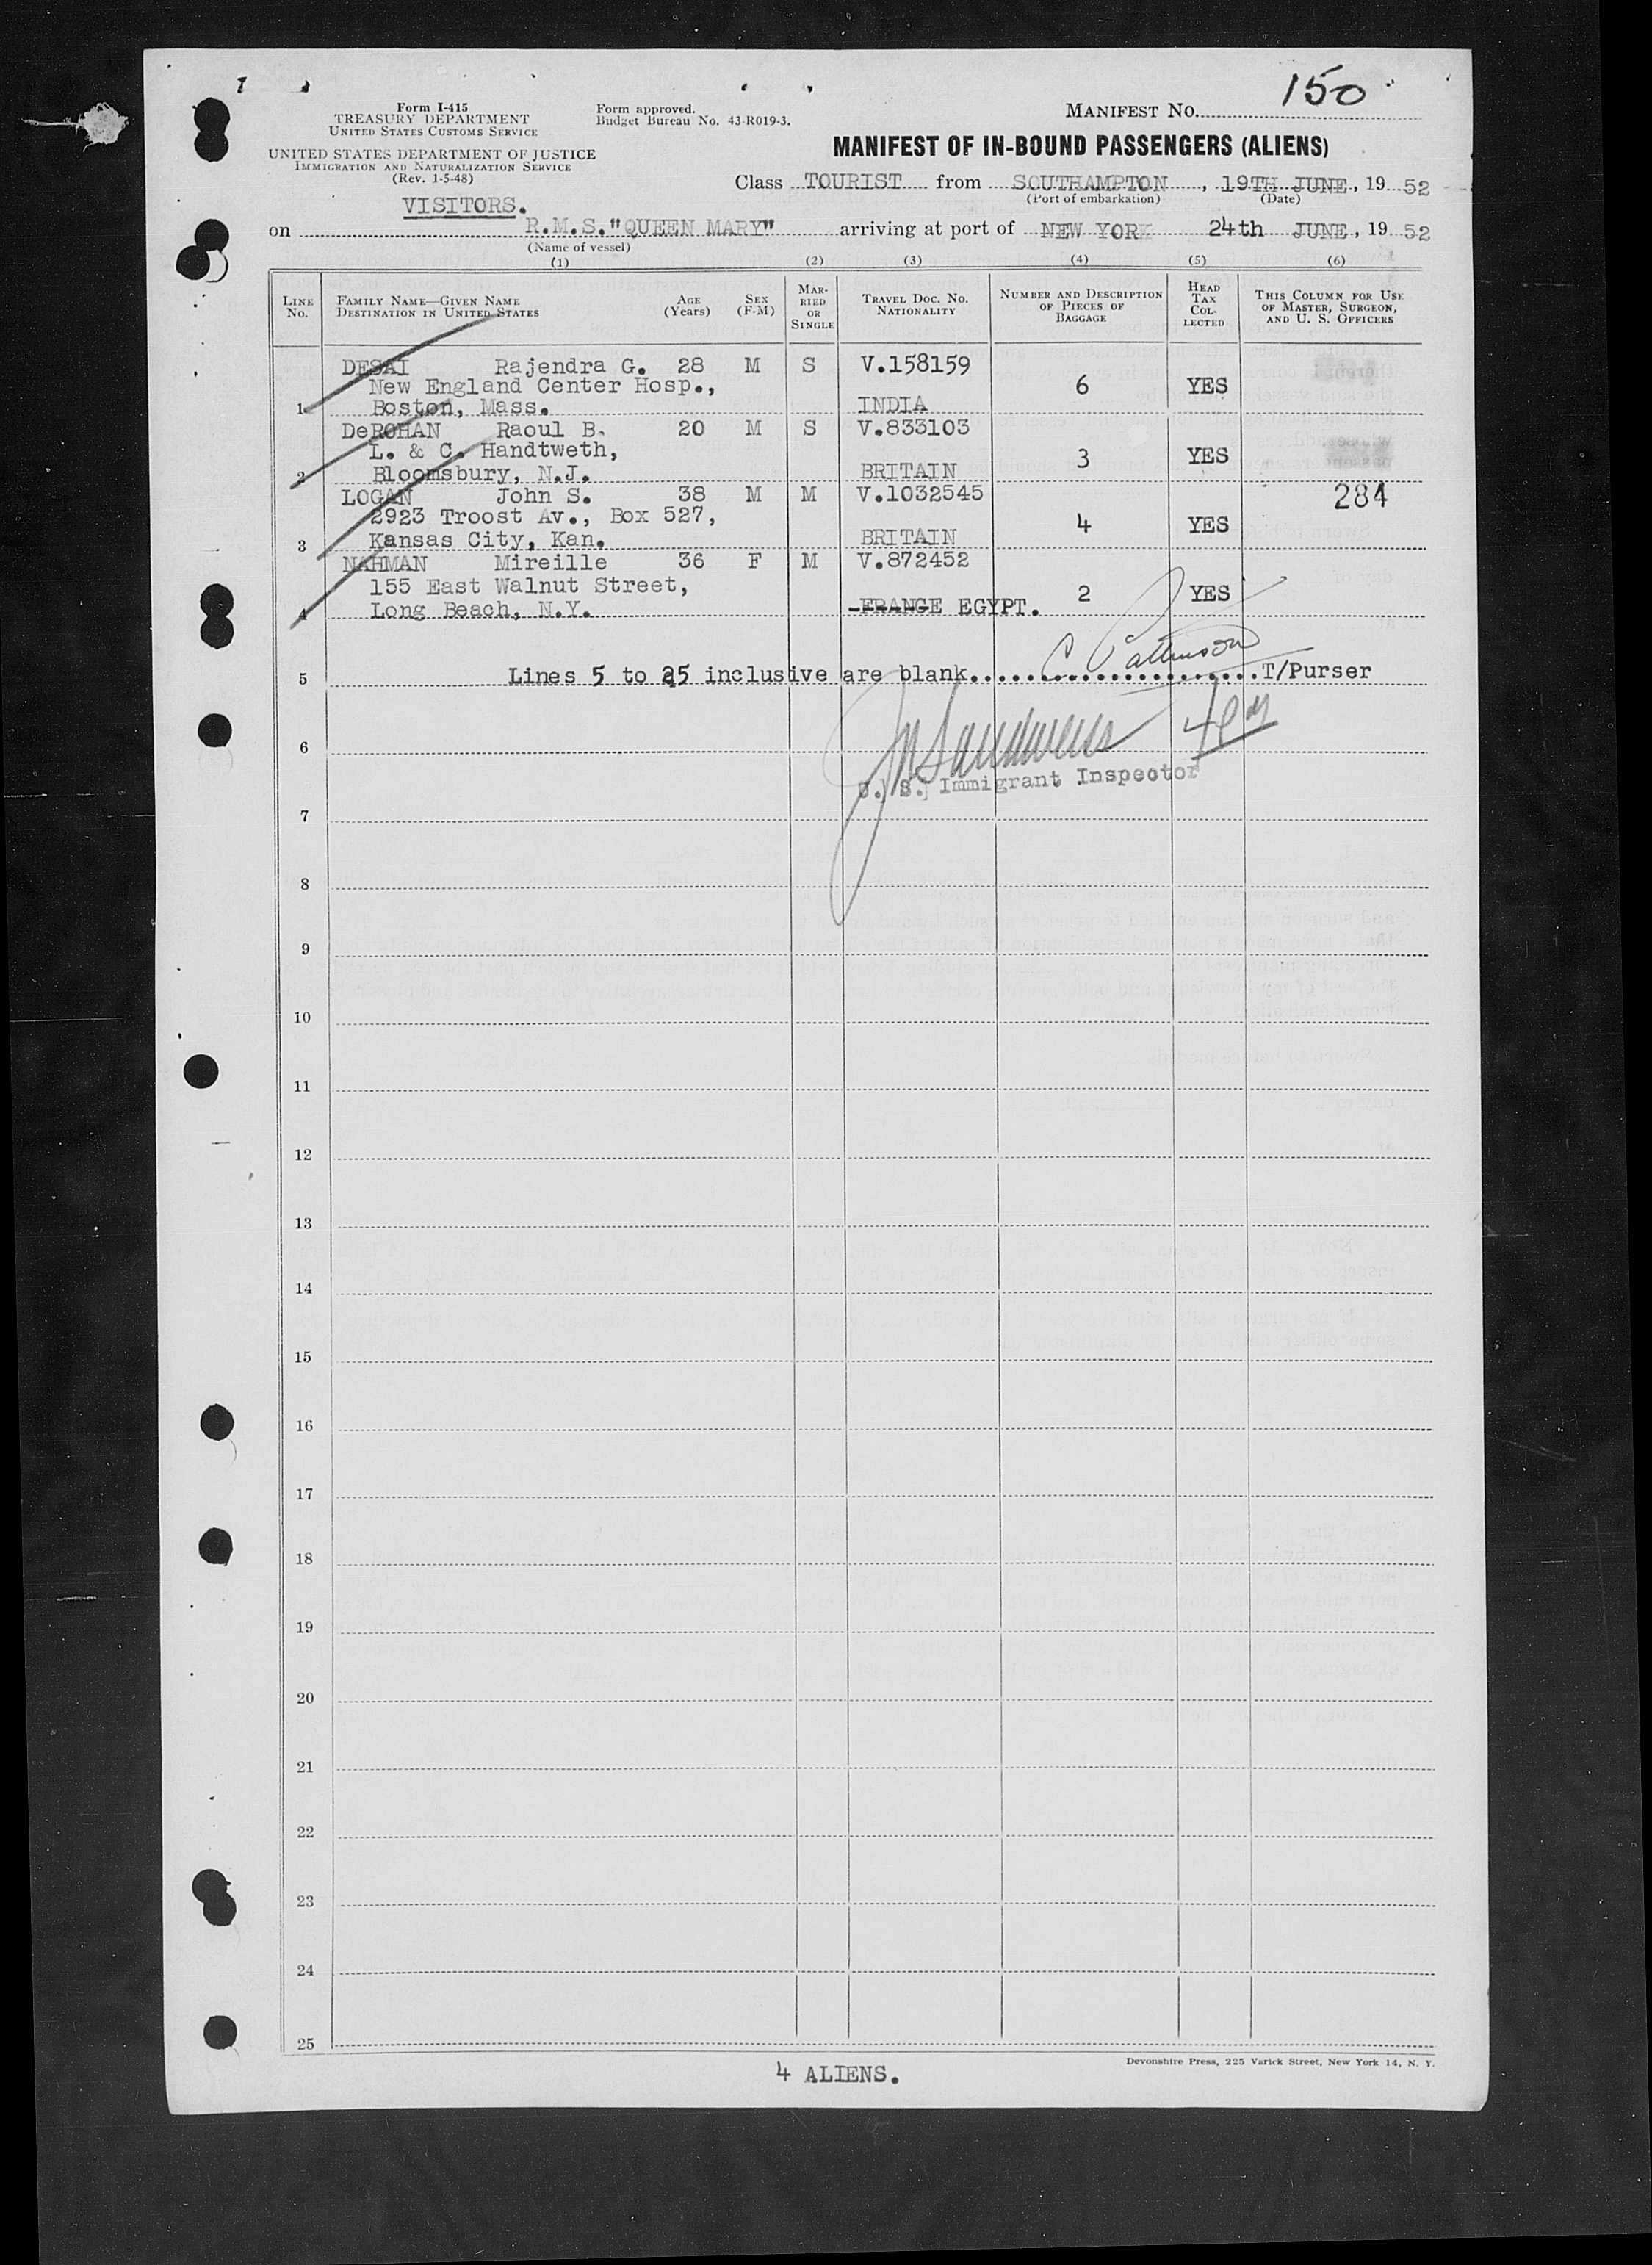 150
Form I-415
TREASURY DEPARTMENT
UNITED STATES CUSTOMS SERVICE
Form approved.
Budget Bureau No. 43-R019-3.
MANIFEST NO.
UNITED STATES DEPARTMENT OF JUSTICE
IMMIGRATION AND NATURALIZATION SERVICE
(Rev. 1-5-48)
MANIFEST OF IN-BOUND PASSENGERS (ALIENS)
Class TOURIST from SOUTHAMPTON, 19TH JUNE, 19 52
(Port of embarkation) (Date)
VISITORS.
on R.M.S."QUEEN MARY" arriving at port of NEW YORK 24th JUNE, 19 52
(Name of vessel)
(1) (2) (3) (4) (5) (6)
LINE No. FAMILY NAME—GIVEN NAME DESTINATION IN UNITED STATES AGE (Years) SEX (F-M) MARRIED OR SINGLE TRAVEL DOC. NO. NATIONALITY NUMBER AND DESCRIPTION OF PIECES OF BAGGAGE HEAD TAX COLLECTED THIS COLUMN FOR USE OF MASTER, SURGEON, AND U. S. OFFICERS
DESAI Rajendra G. 28 M S V.158159
New England Center Hosp., 6 YES
1 Boston, Mass. INDIA
DeROHAN Raoul B. 20 M S V.833103
L. & C. Handtweth, 3 YES
2 Bloomsbury, N.J. BRITAIN
LOGAN John S. 38 M M V.1032545 284
2923 Troost Av., Box 527, 4 YES
3 Kansas City, Kan. BRITAIN
NAHMAN Mireille 36 F M V.872452
155 East Walnut Street, 2 YES
4 Long Beach, N.Y. FRANCE EGYPT.
C Pattinson
5 Lines 5 to 25 inclusive are blank......................T/Purser
6
U. S. Immigrant Inspector
7
8
9
10
11
12
13
14
15
16
17
18
19
20
21
22
23
24
25
Devonshire Press, 225 Varick Street, New York 14, N. Y.
4 ALIENS.